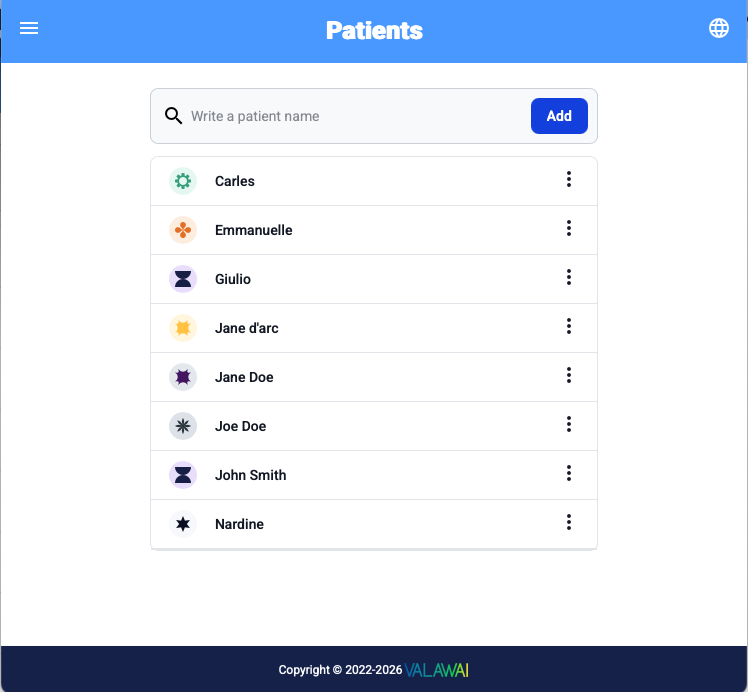 Patients
Write a patient name
Add
Carles
Emmanuelle
Giulio
Jane d'arc
Jane Doe
Joe Doe
John Smith
Nardine
Copyright © 2022-2026 VALAWAI